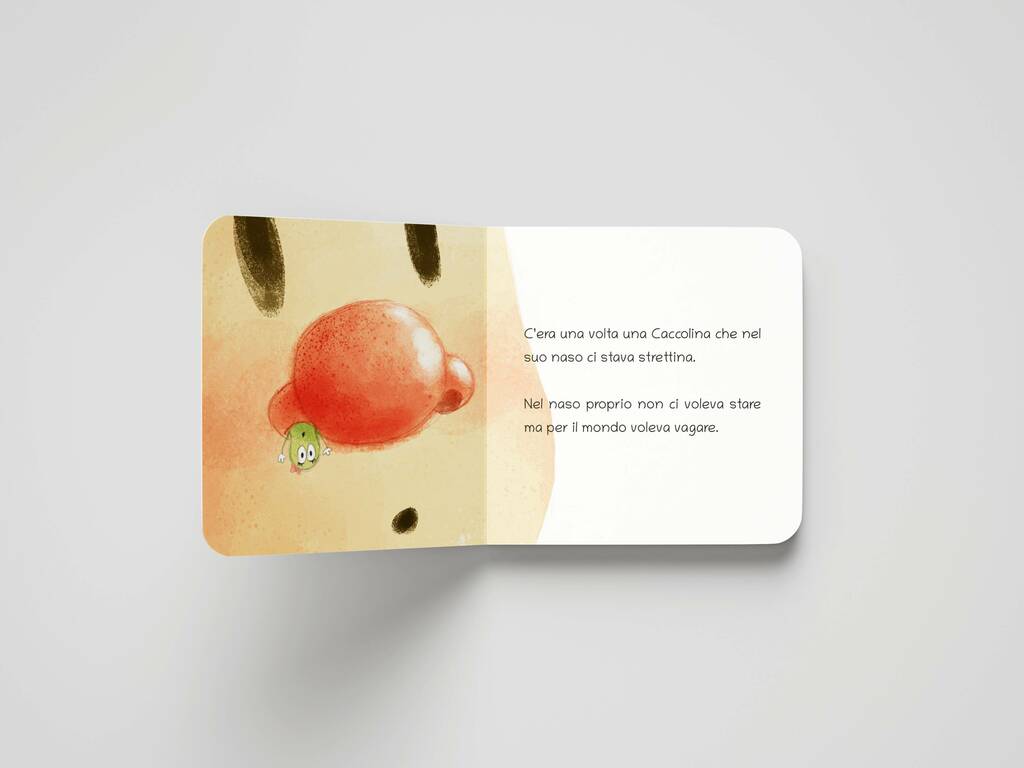 C'era una volta una Caccolina che nel
suo naso ci stava strettina.
Nel naso proprio non ci voleva stare
ma per il mondo voleva vagare.